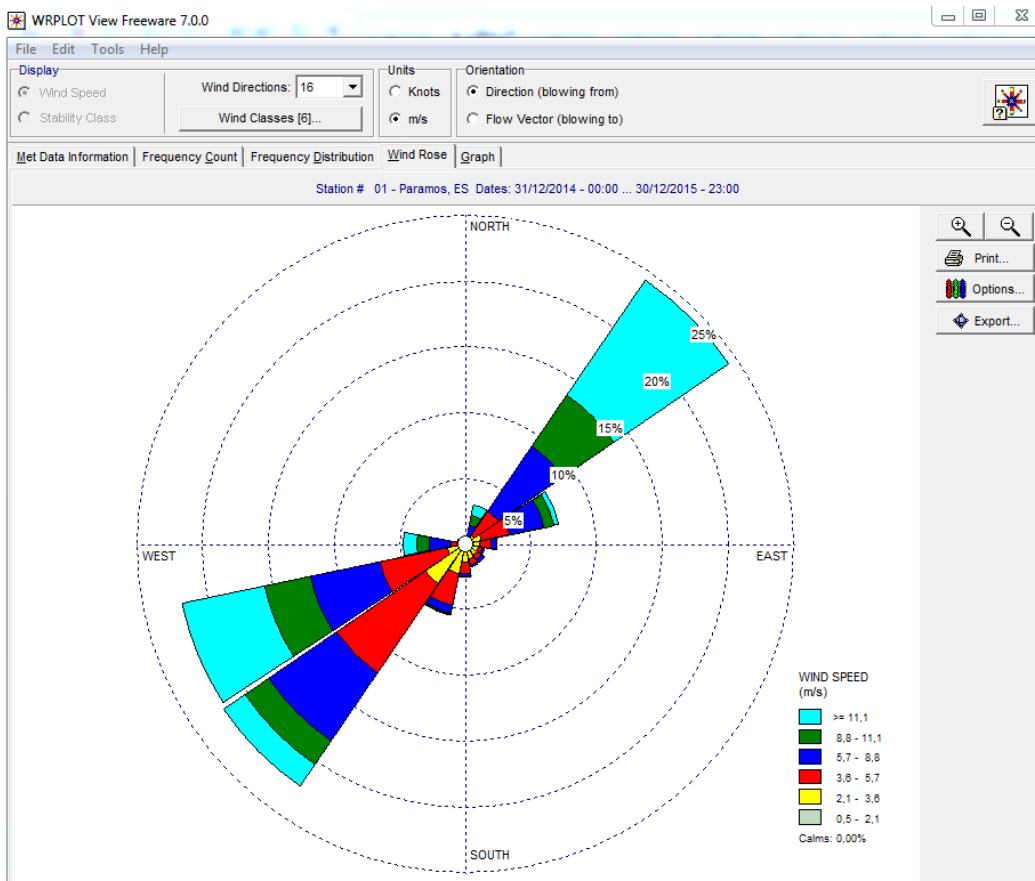 WRPLOT View Freeware 7.0.0
File Edit Tools Help
Display
Wind Speed
Stability Class
Wind Directions: 16
Wind Classes [6]...
Units
Knots
m/s
Orientation
Direction (blowing from)
Flow Vector (blowing to)
?
Met Data Information Frequency Count Frequency Distribution Wind Rose Graph
Station # 01 - Paramos, ES Dates: 31/12/2014 - 00:00 ... 30/12/2015 - 23:00
Print...
Options...
Export...
NORTH
25%
20%
15%
10%
5%
WEST
EAST
SOUTH
WIND SPEED
(m/s)
>= 11,1
8,8 - 11,1
5,7 - 8,8
3,6 - 5,7
2,1 - 3,6
0,5 - 2,1
Calms: 0,00%